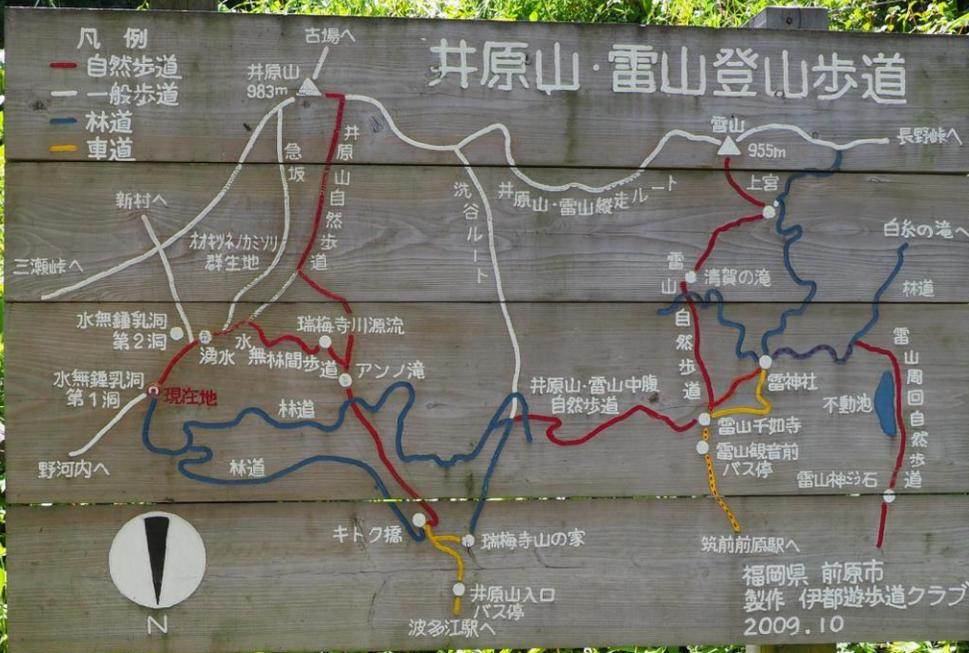 井原山・雷山登山歩道
凡例
自然歩道
一般歩道
林道
車道
古場へ
井原山
983m
雷山
955m
長野峠へ
急坂
井原山自然歩道
洗谷ルート
井原山・雷山縦走ルート
上宮
新村へ
白糸の滝へ
三瀬峠へ
オオキツネノカミソリ
群生地
清賀の滝
林道
雷山自然歩道
水無鍾乳洞
第2洞
湧水
瑞梅寺川源流
水無林間歩道
アンノ滝
雷神社
雷山周回自然歩道
水無鍾乳洞
第1洞
現在地
林道
井原山・雷山中腹
自然歩道
不動池
雷山千如寺
雷山観音前
バス停
野河内へ
林道
雷山神ごう石
キトク橋
瑞梅寺山の家
筑前前原駅へ
井原山入口
バス停
波多江駅へ
N
福岡県 前原市
製作 伊都遊歩道クラブ
2009.10